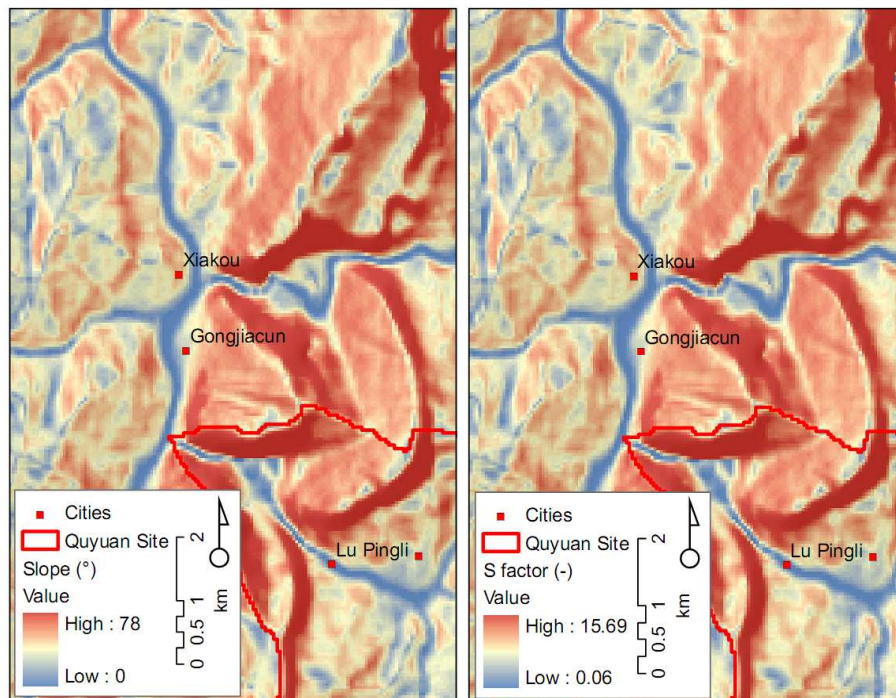 Xiakou
Gongjiacun
Lu Pingli
Cities
Quyuan Site
Slope (°)
Value
High : 78
Low : 0
0 0.5 1 2
km
Xiakou
Gongjiacun
Lu Pingli
Cities
Quyuan Site
S factor (-)
Value
High : 15.69
Low : 0.06
0 0.5 1 2
km